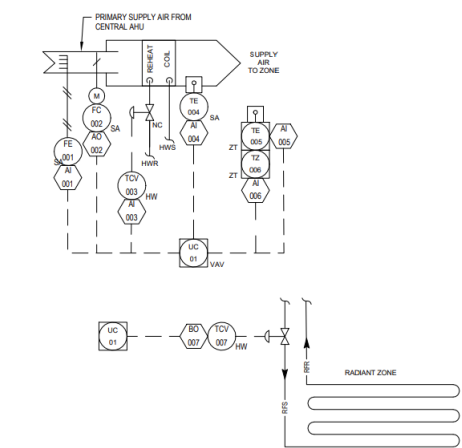 PRIMARY SUPPLY AIR FROM
CENTRAL AHU
REHEAT
COIL
SUPPLY
AIR
TO ZONE
M
FC
002
SA
AO
002
FE
001
SA
AI
001
NC
HWR
HWS
TE
004
SA
AI
004
TCV
003
HW
AI
003
TE
005
ZT
AI
005
TZ
006
ZT
AI
006
UC
01
VAV
UC
01
BO
007
TCV
007
HW
RFS
RFR
RADIANT ZONE